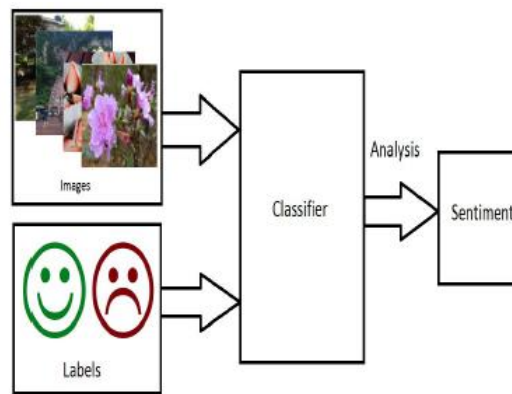 Images
Labels
Classifier
Analysis
Sentiment